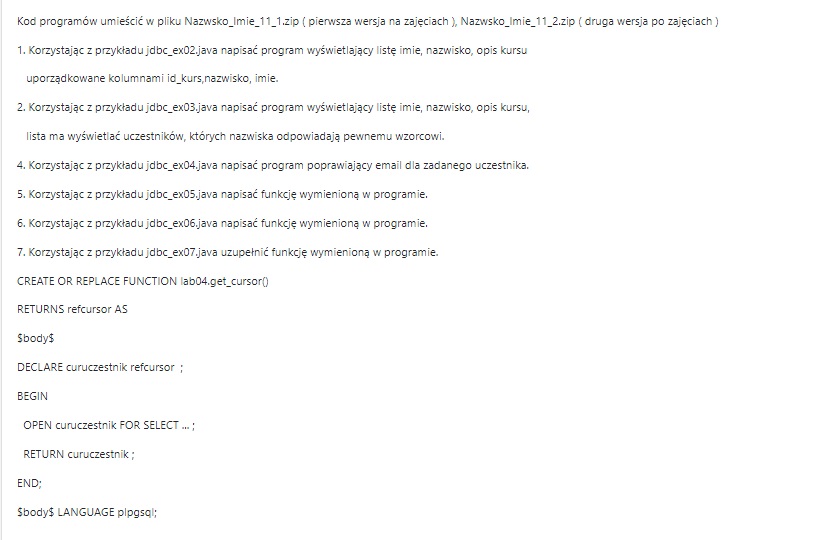 Kod programów umieścić w pliku Nazwsko_Imie_11_1.zip ( pierwsza wersja na zajęciach ), Nazwsko_Imie_11_2.zip ( druga wersja po zajęciach )
1. Korzystając z przykładu jdbc_ex02.java napisać program wyświetlający listę imie, nazwisko, opis kursu
uporządkowane kolumnami id_kurs,nazwisko, imie.
2. Korzystając z przykładu jdbc_ex03.java napisać program wyświetlający listę imie, nazwisko, opis kursu,
lista ma wyświetlać uczestników, których nazwiska odpowiadają pewnemu wzorcowi.
4. Korzystając z przykładu jdbc_ex04.java napisać program poprawiający email dla zadanego uczestnika.
5. Korzystając z przykładu jdbc_ex05.java napisać funkcję wymienioną w programie.
6. Korzystając z przykładu jdbc_ex06.java napisać funkcję wymienioną w programie.
7. Korzystając z przykładu jdbc_ex07.java uzupełnić funkcję wymienioną w programie.
CREATE OR REPLACE FUNCTION lab04.get_cursor()
RETURNS refcursor AS
$body$
DECLARE curuczestnik refcursor ;
BEGIN
OPEN curuczestnik FOR SELECT ... ;
RETURN curuczestnik ;
END;
$body$ LANGUAGE plpgsql;